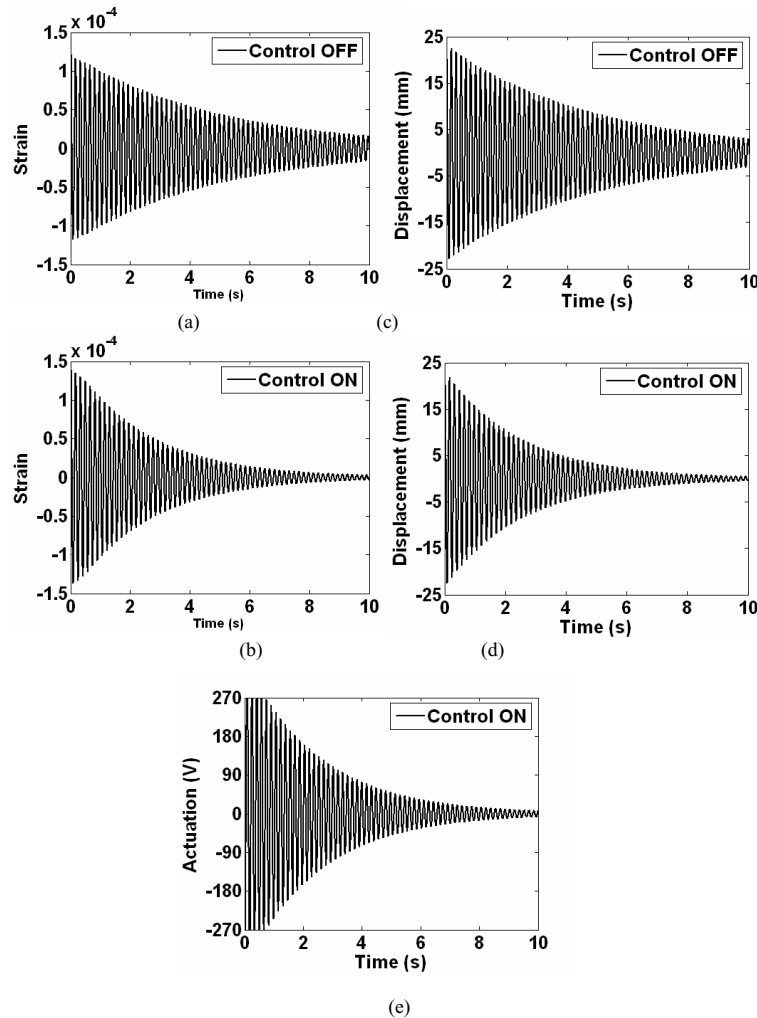 x 10⁻⁴
1.5
1
0.5
0
-0.5
-1
-1.5
Strain
Control OFF
0 2 4 6 8 10
Time (s)
(a)
25
15
5
-5
-15
-25
Displacement (mm)
Control OFF
0 2 4 6 8 10
Time (s)
(c)
x 10⁻⁴
1.5
1
0.5
0
-0.5
-1
-1.5
Strain
Control ON
0 2 4 6 8 10
Time (s)
(b)
25
15
5
-5
-15
-25
Displacement (mm)
Control ON
0 2 4 6 8 10
Time (s)
(d)
270
180
90
0
-90
-180
-270
Actuation (V)
Control ON
0 2 4 6 8 10
Time (s)
(e)